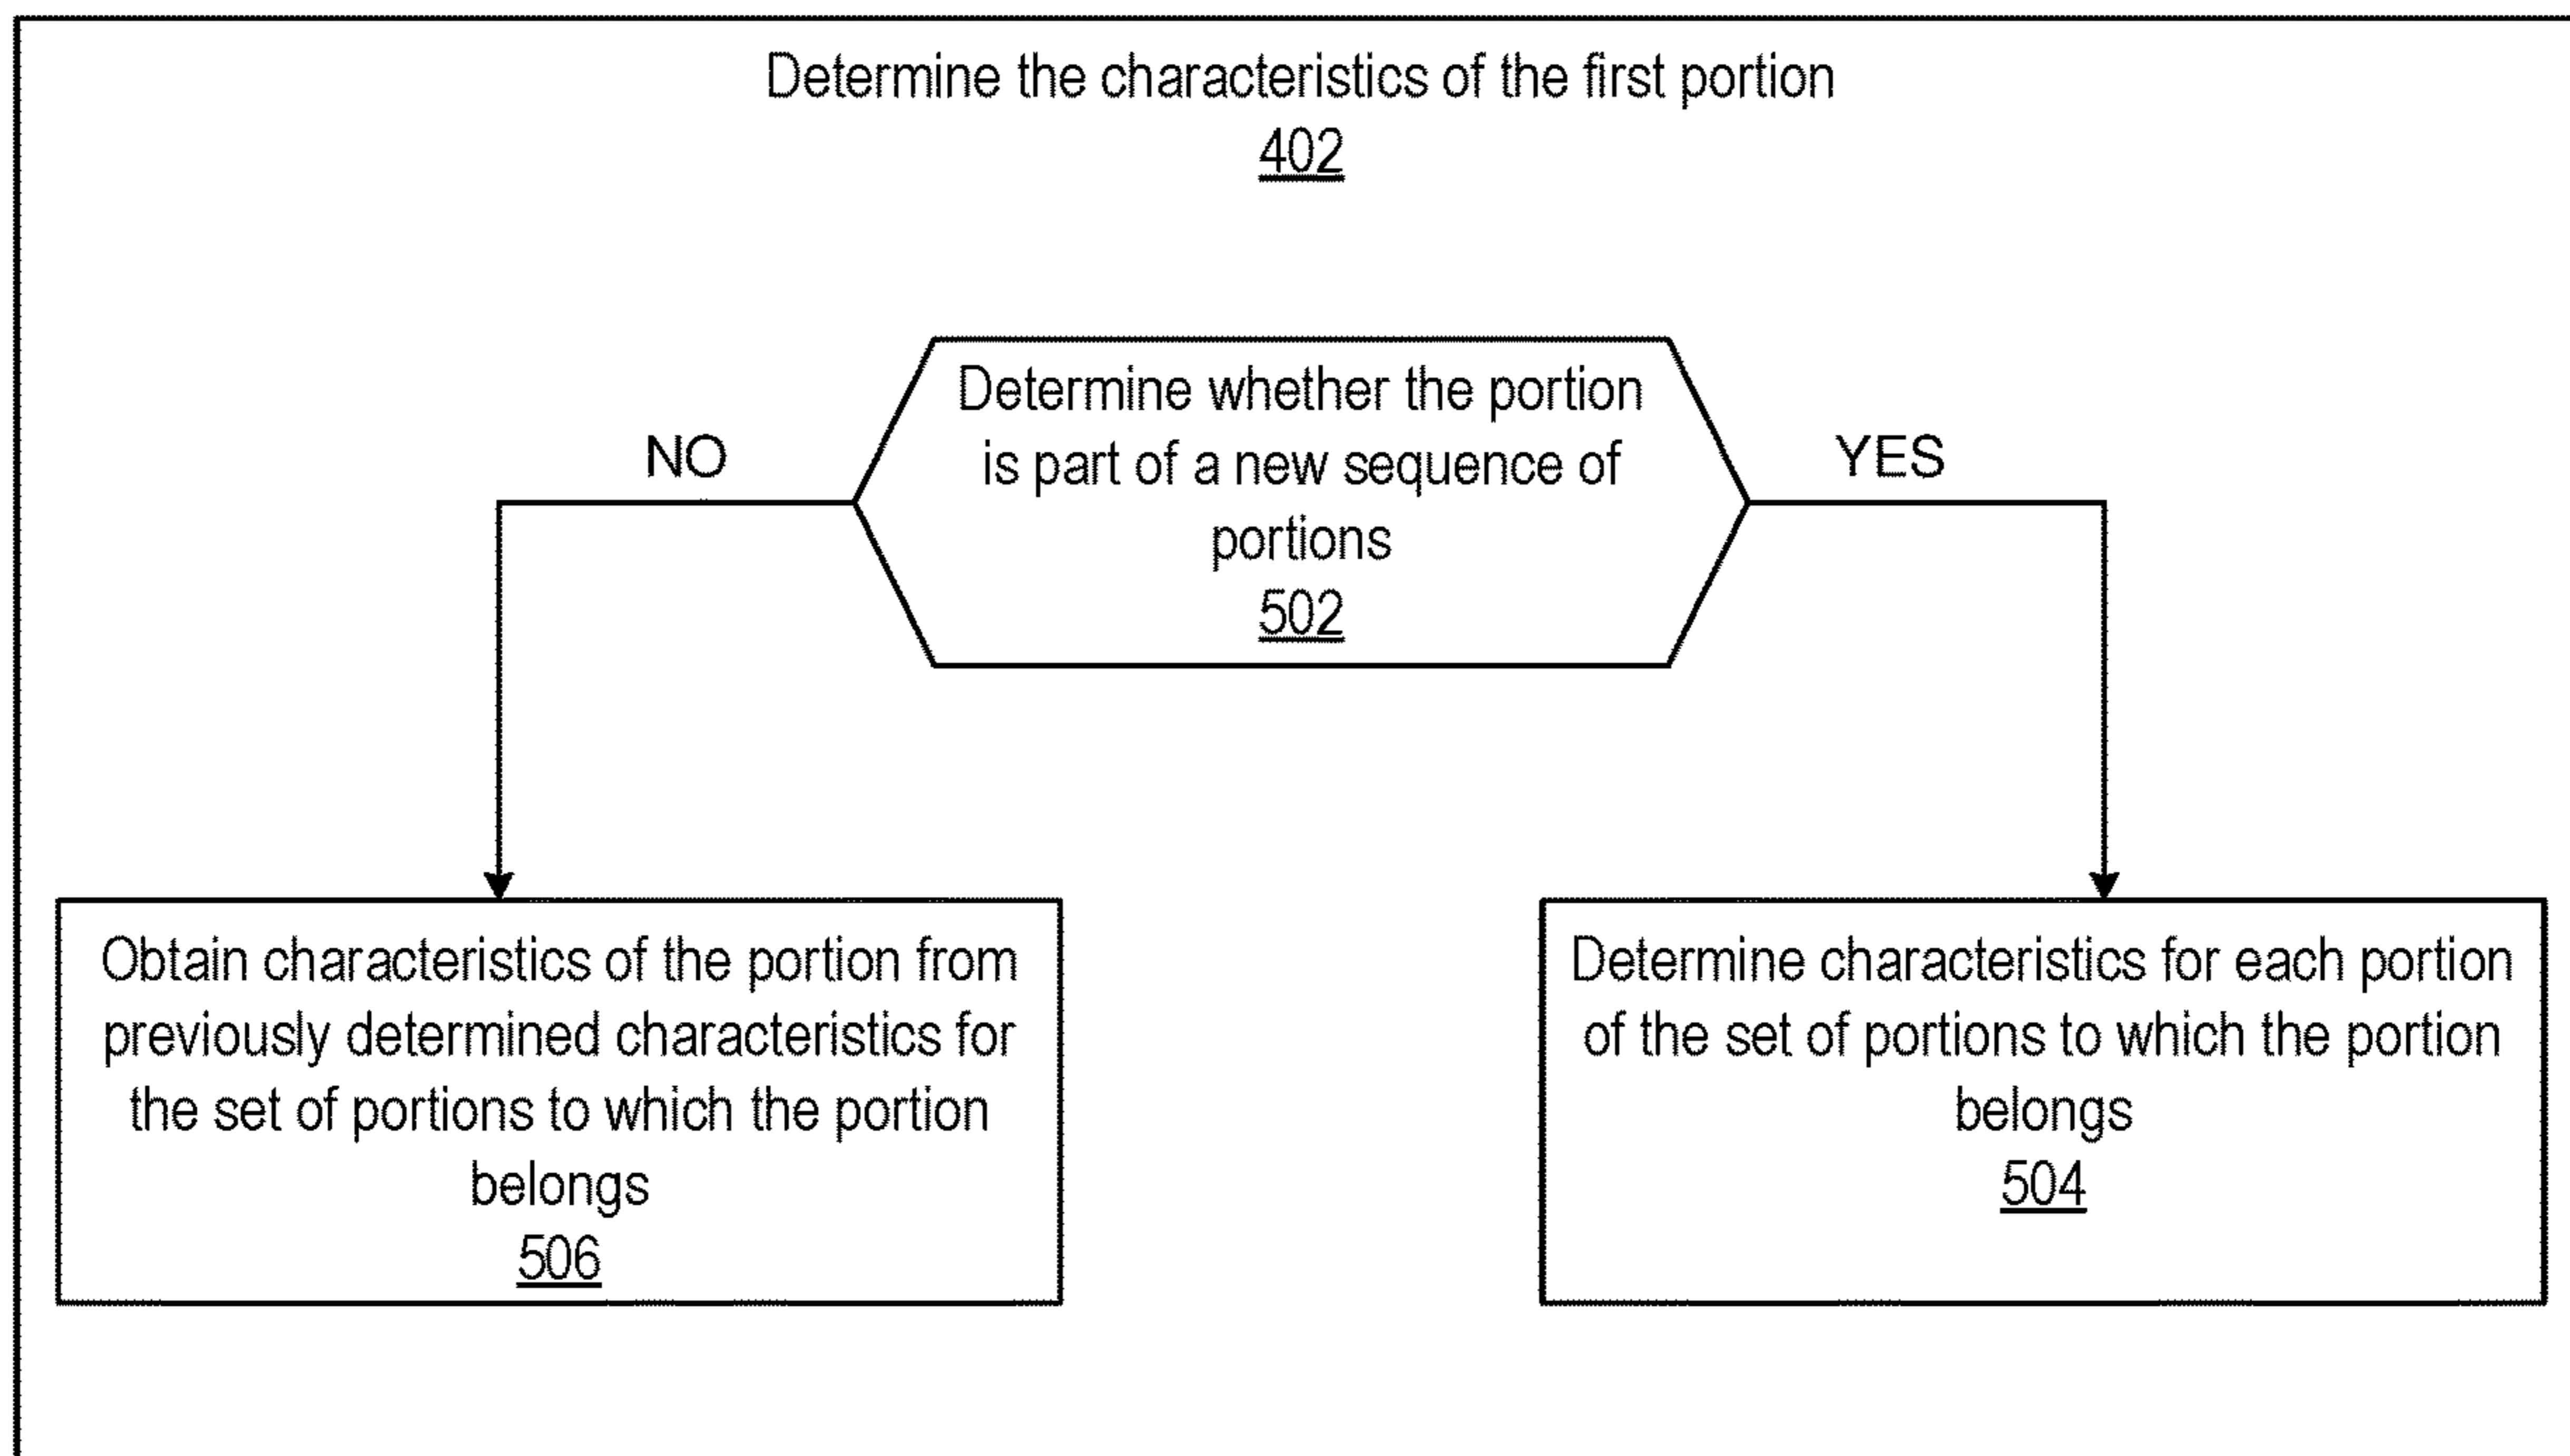 Determine the characteristics of the first portion
402
Determine whether the portion
is part of a new sequence of
portions
502
NO
YES
Obtain characteristics of the portion from
previously determined characteristics for
the set of portions to which the portion
belongs
506
Determine characteristics for each portion
of the set of portions to which the portion
belongs
504